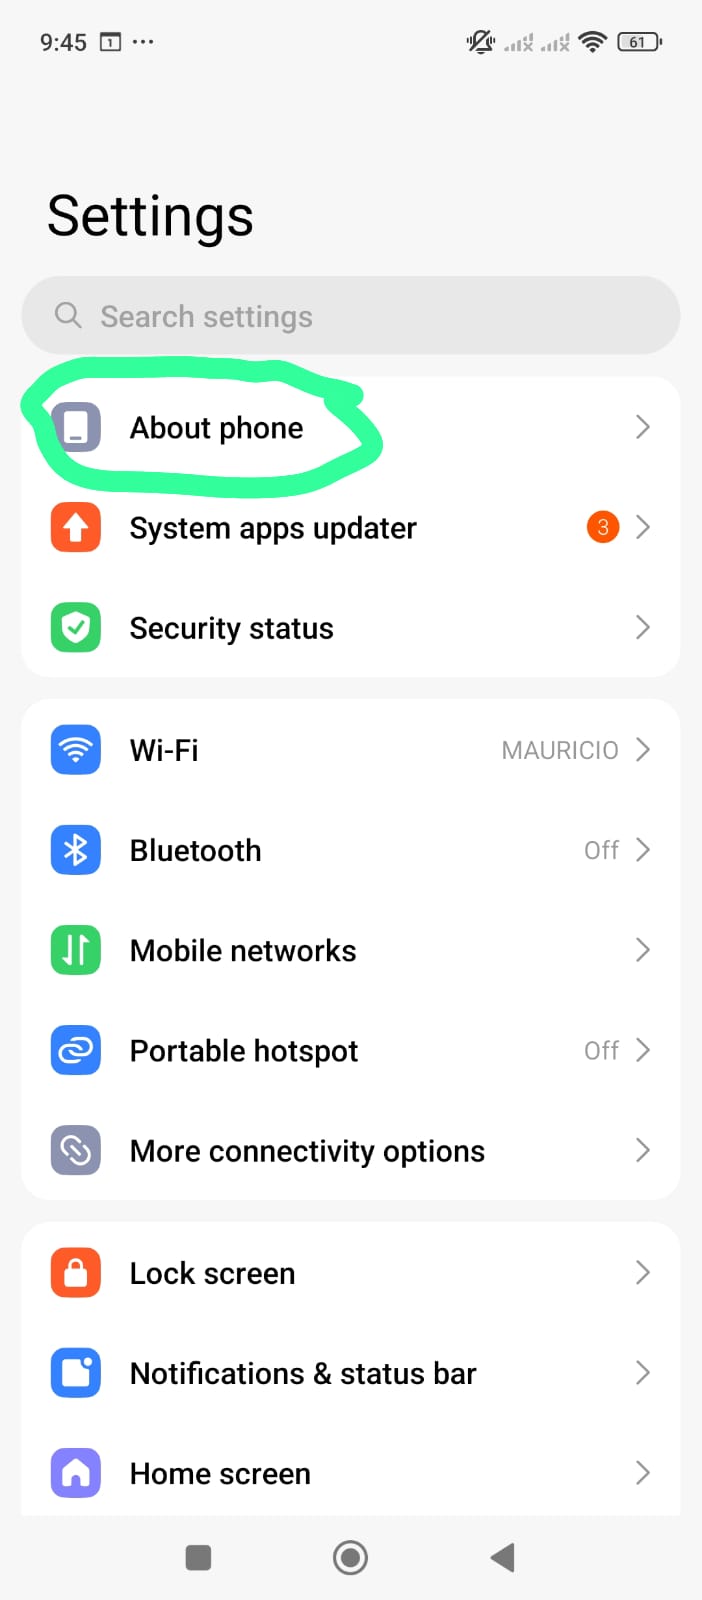 9:45 1 ... 61
Settings
Search settings
About phone
System apps updater 3
Security status
Wi-Fi MAURICIO
Bluetooth Off
Mobile networks
Portable hotspot Off
More connectivity options
Lock screen
Notifications & status bar
Home screen